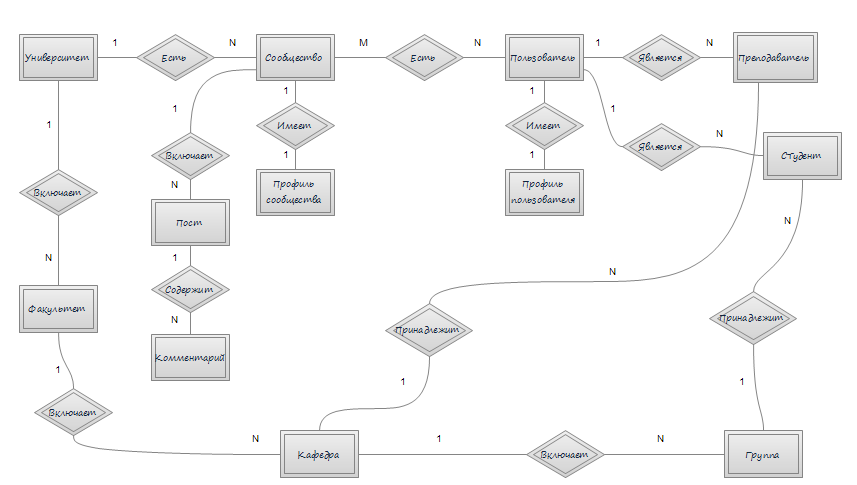 1 N M N 1 N
Университет Есть Сообщество Есть Пользователь Является Преподаватель
1 1 1 1
1 N
Включает Имеет Имеет Является Студент
1 1
N
Включает Профиль сообщества Профиль пользователя
Пост N
N 1 N
Факультет Содержит Принадлежит
N Принадлежит
Комментарий
1 1 1
Включает
N 1 N
Кафедра Включает Группа